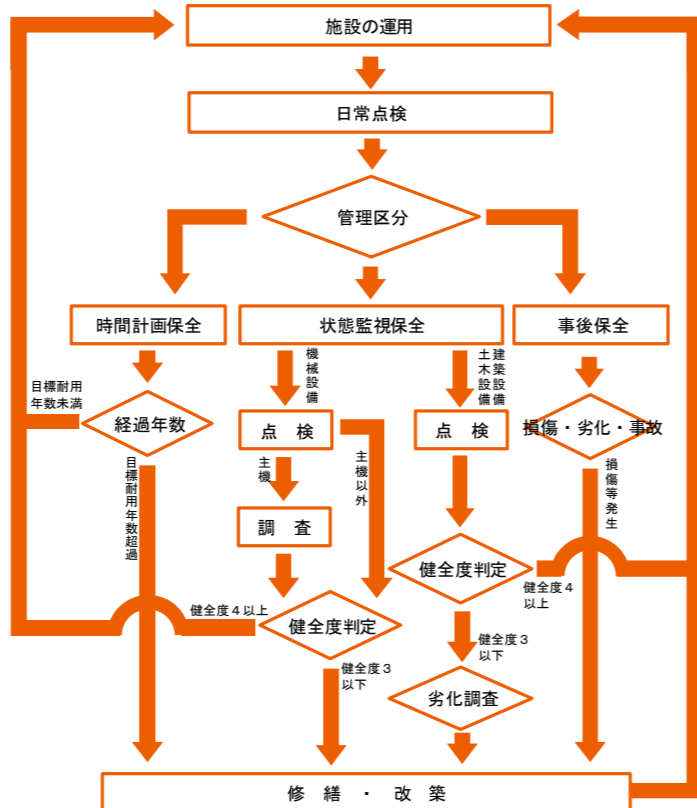 施設の運用
日常点検
管理区分
時間計画保全
状態監視保全
事後保全
機械設備
建築設備
土木設備
目標耐用
年数未満
経過年数
点 検
点 検
損傷・劣化・事故
目標耐用年数超過
主機
主機以外
損傷等発生
調 査
健全度判定
健全度４
以上
健全度４以上
健全度判定
健全度３
以下
健全度３
以下
劣化調査
修 繕 ・ 改 築